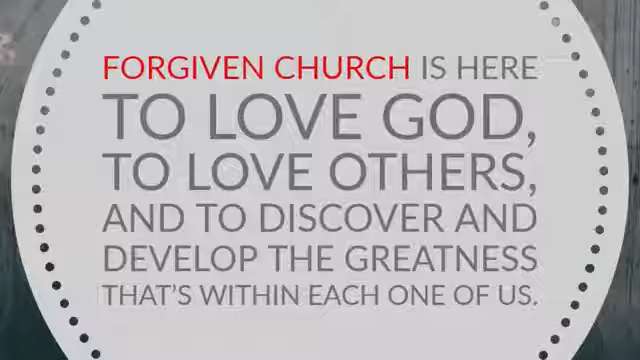 FORGIVEN CHURCH IS HERE
TO LOVE GOD,
TO LOVE OTHERS,
AND TO DISCOVER AND
DEVELOP THE GREATNESS
THAT'S WITHIN EACH ONE OF US.